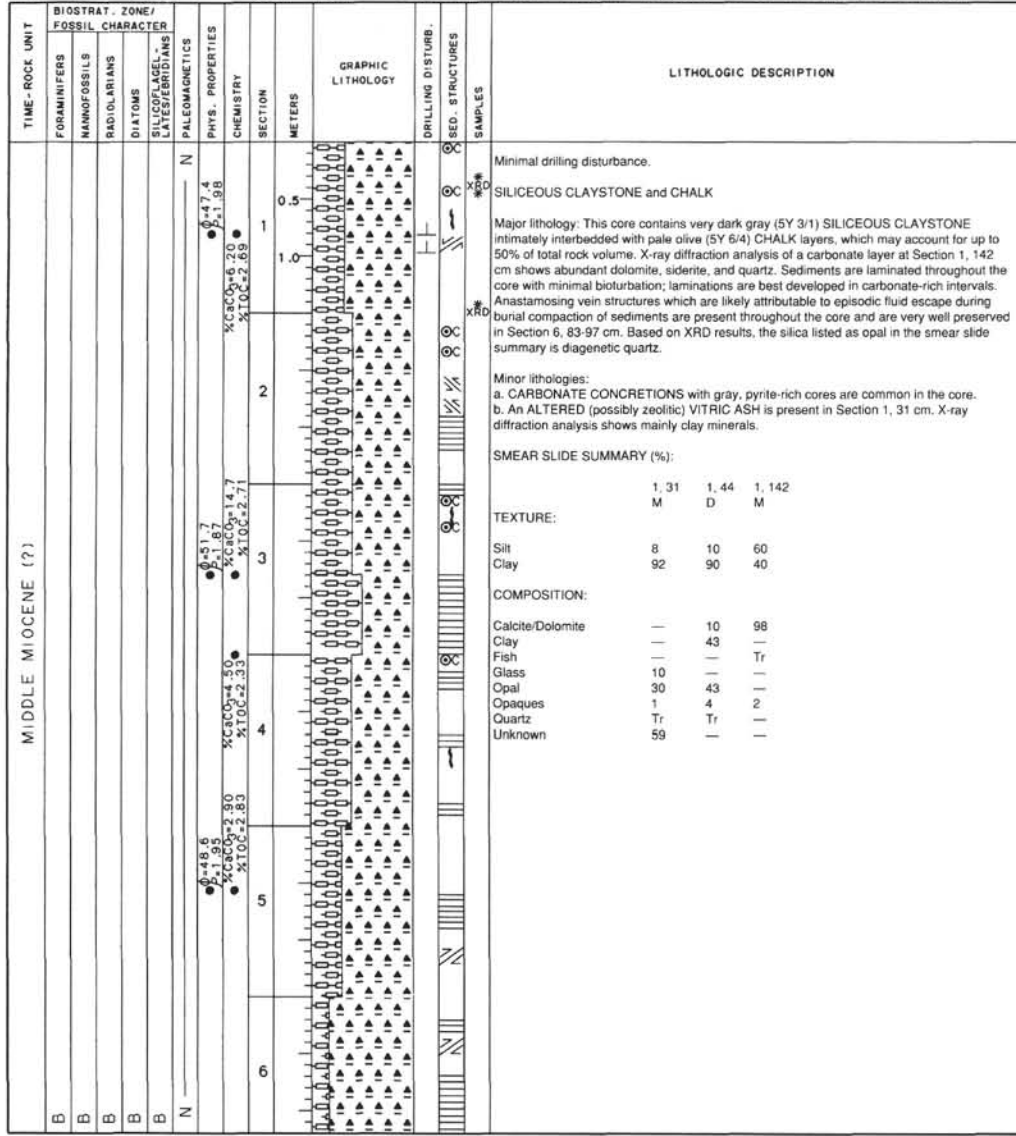 TIME-ROCK UNIT
BIOSTRAT. ZONE/
FOSSIL CHARACTER
FORAMINIFERS
NANNOFOSSILS
RADIOLARIANS
DIATOMS
SILICOFLAGEL-
LATES/EBRIDIANS
PALEOMAGNETICS
PHYS. PROPERTIES
CHEMISTRY
SECTION
METERS
GRAPHIC
LITHOLOGY
DRILLING DISTURB.
SED. STRUCTURES
SAMPLES
LITHOLOGIC DESCRIPTION
MIDDLE MIOCENE (?)
B
B
B
B
B
N
N
Φ=47.4
ρ=1.98
%CaCO3=6.20
%TOC=2.69
Φ=51.7
ρ=1.87
%CaCO3=14.7
%TOC=2.71
%CaCO3=4.50
%TOC=2.33
Φ=48.6
ρ=1.95
%CaCO3=2.90
%TOC=2.83
1
2
3
4
5
6
0.5
1.0
⊙C
⊙C
⊙C
⊙C
⊙C
⊙C
⊙C
*
XRD
*
*
XRD
Minimal drilling disturbance.
SILICEOUS CLAYSTONE and CHALK
Major lithology: This core contains very dark gray (5Y 3/1) SILICEOUS CLAYSTONE
intimately interbedded with pale olive (5Y 6/4) CHALK layers, which may account for up to
50% of total rock volume. X-ray diffraction analysis of a carbonate layer at Section 1, 142
cm shows abundant dolomite, siderite, and quartz. Sediments are laminated throughout the
core with minimal bioturbation; laminations are best developed in carbonate-rich intervals.
Anastamosing vein structures which are likely attributable to episodic fluid escape during
burial compaction of sediments are present throughout the core and are very well preserved
in Section 6, 83-97 cm. Based on XRD results, the silica listed as opal in the smear slide
summary is diagenetic quartz.
Minor lithologies:
a. CARBONATE CONCRETIONS with gray, pyrite-rich cores are common in the core.
b. An ALTERED (possibly zeolitic) VITRIC ASH is present in Section 1, 31 cm. X-ray
diffraction analysis shows mainly clay minerals.
SMEAR SLIDE SUMMARY (%):
1, 31 1, 44 1, 142
M D M
TEXTURE:
Silt 8 10 60
Clay 92 90 40
COMPOSITION:
Calcite/Dolomite — 10 98
Clay — 43 —
Fish — — Tr
Glass 10 — —
Opal 30 43 —
Opaques 1 4 2
Quartz Tr Tr —
Unknown 59 — —